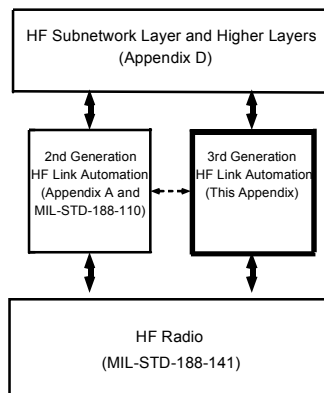 HF Subnetwork Layer and Higher Layers
(Appendix D)
2nd Generation
HF Link Automation
(Appendix A and
MIL-STD-188-110)
3rd Generation
HF Link Automation
(This Appendix)
HF Radio
(MIL-STD-188-141)